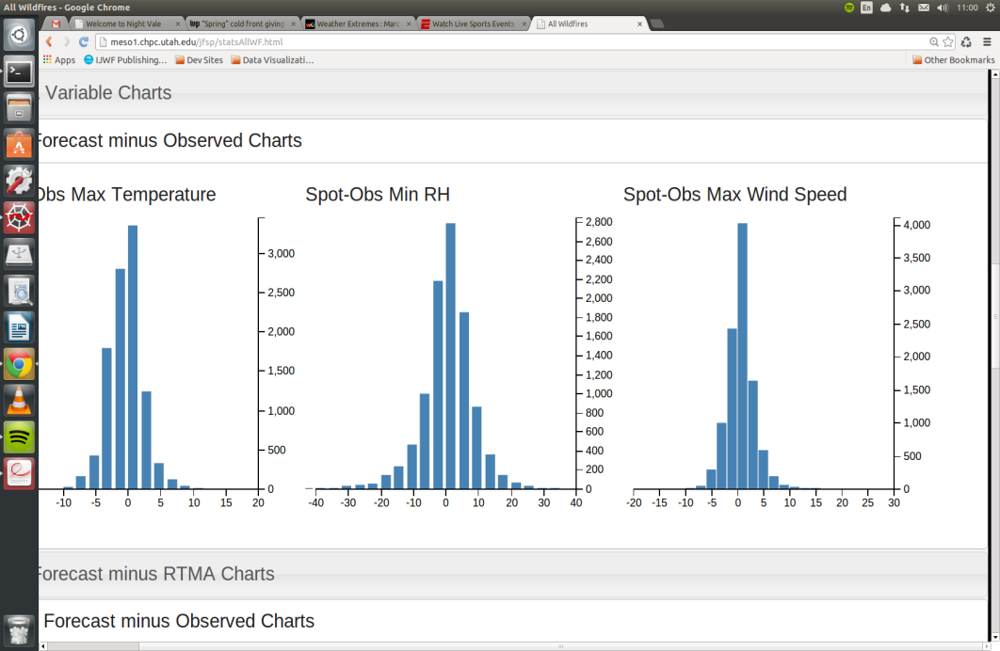 All Wildfires - Google Chrome
En
11:00
Welcome to Night Vale
"Spring" cold front giving
Weather Extremes : Marc
Watch Live Sports Events
All Wildfires
meso1.chpc.utah.edu/jfsp/statsAllWF.html
Apps
IJWF Publishing...
Dev Sites
Data Visualizati...
Other Bookmarks
Variable Charts
Forecast minus Observed Charts
Obs Max Temperature
Spot-Obs Min RH
Spot-Obs Max Wind Speed
3,000
2,500
2,000
1,500
1,000
500
0
-10 -5 0 5 10 15 20
2,800
2,600
2,400
2,200
2,000
1,800
1,600
1,400
1,200
1,000
800
600
400
200
0
-40 -30 -20 -10 0 10 20 30 40
4,000
3,500
3,000
2,500
2,000
1,500
1,000
500
0
-20 -15 -10 -5 0 5 10 15 20 25 30
Forecast minus RTMA Charts
Forecast minus Observed Charts